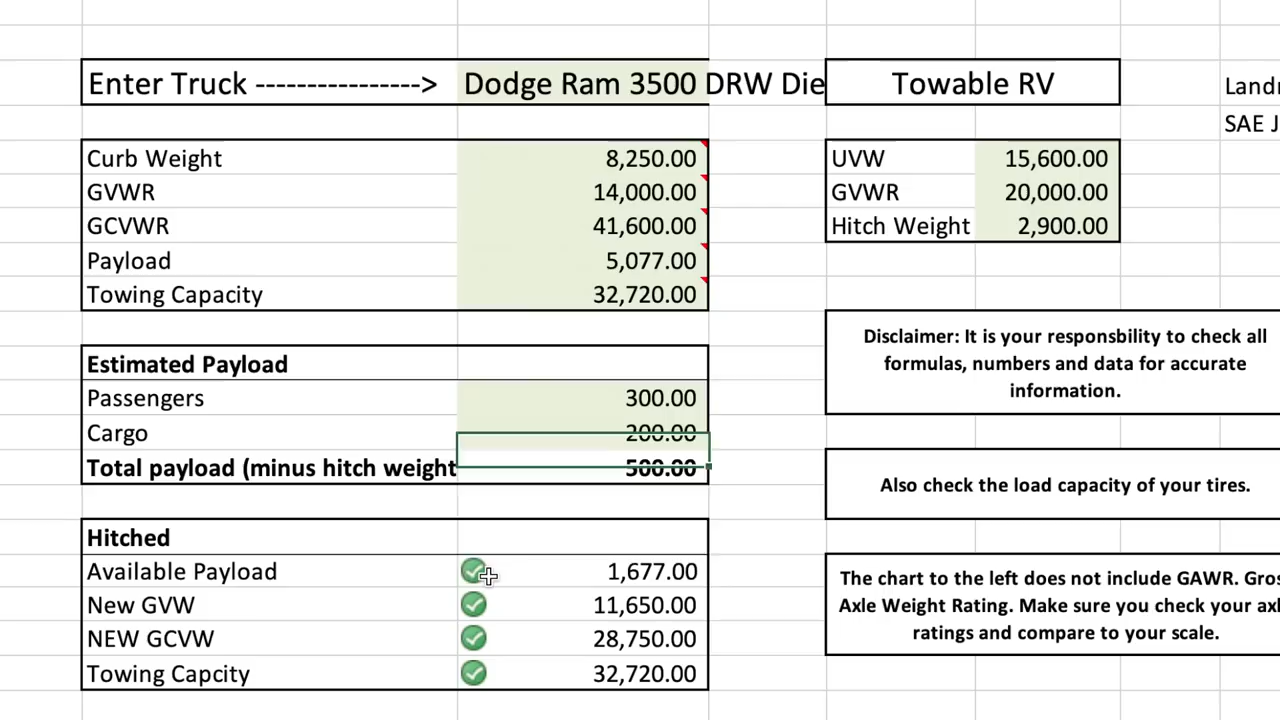 Enter Truck ----------------> Dodge Ram 3500 DRW Die
Towable RV
Landr
SAE J
Curb Weight 8,250.00
GVWR 14,000.00
GCVWR 41,600.00
Payload 5,077.00
Towing Capacity 32,720.00
UVW 15,600.00
GVWR 20,000.00
Hitch Weight 2,900.00
Estimated Payload
Passengers 300.00
Cargo 200.00
Total payload (minus hitch weight 500.00
Disclaimer: It is your responsbility to check all
formulas, numbers and data for accurate
information.
Also check the load capacity of your tires.
Hitched
Available Payload 1,677.00
New GVW 11,650.00
NEW GCVW 28,750.00
Towing Capcity 32,720.00
The chart to the left does not include GAWR. Gros
Axle Weight Rating. Make sure you check your axl
ratings and compare to your scale.